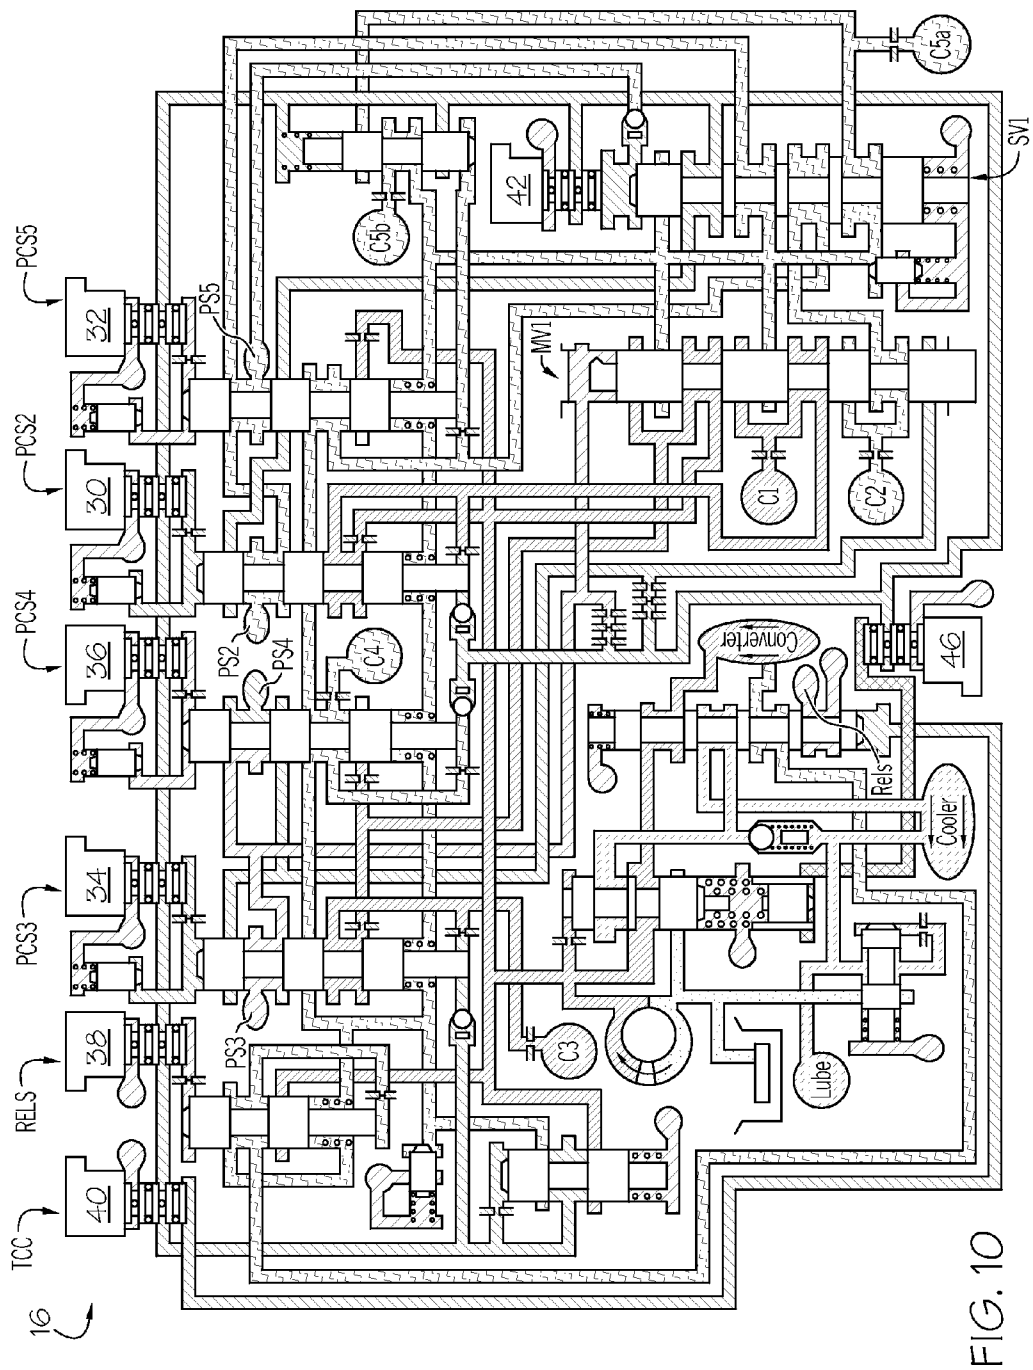 16
TCC
40
RELS
38
PCS3
34
PCS4
36
PCS2
30
PCS5
32
PS3
PS4
PS2
PS5
C5b
C5a
42
SV1
MV1
C1
C2
C4
C3
Converter
46
Rels
Cooler
Lube
FIG. 10